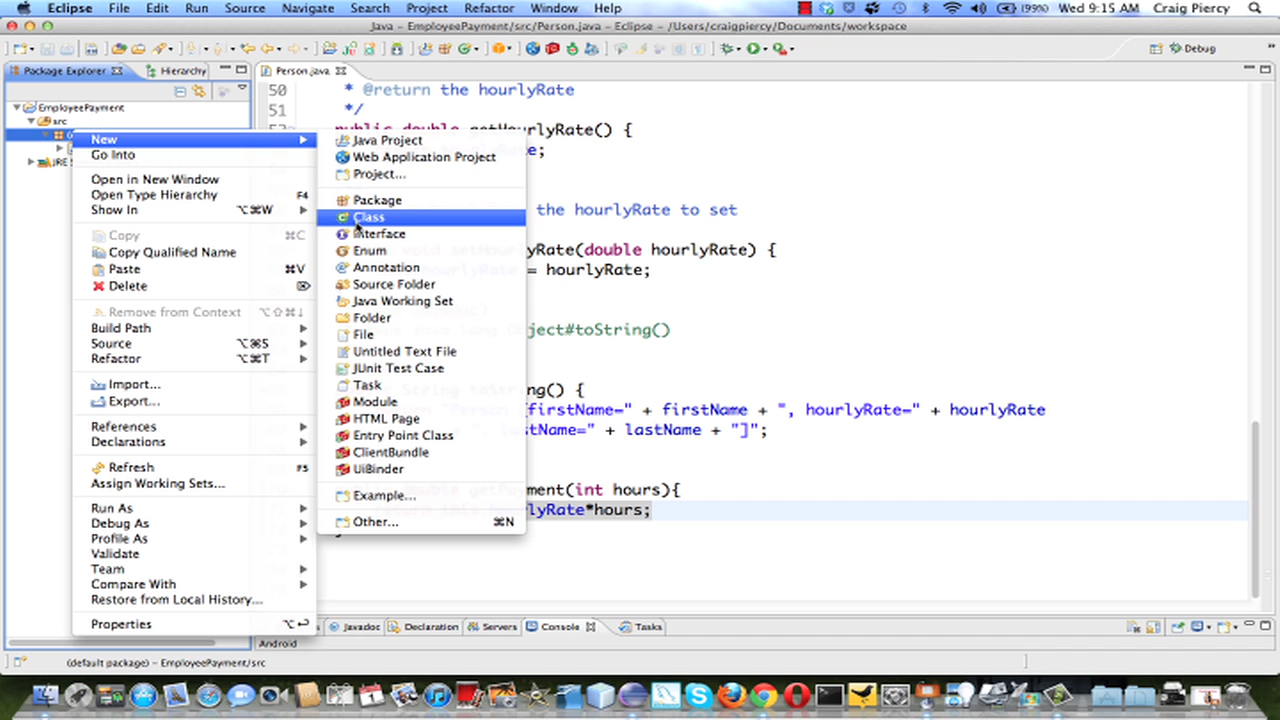 Eclipse File Edit Run Source Navigate Search Project Refactor Window Help (99%) Wed 9:15 AM Craig Piercy
Java – EmployeePayment/src/Person.java – Eclipse – /Users/craigpiercy/Documents/workspace
Debug
Package Explorer Hierarchy
Person.java
EmployeePayment
src
JRE
New
Go Into
Open in New Window
Open Type Hierarchy F4
Show In ⌥⌘W
Copy ⌘C
Copy Qualified Name
Paste ⌘V
Delete ⌦
Remove from Context ⌥⇧⌘↓
Build Path
Source ⌥⌘S
Refactor ⌥⌘T
Import...
Export...
References
Declarations
Refresh F5
Assign Working Sets...
Run As
Debug As
Profile As
Validate
Team
Compare With
Restore from Local History...
Properties ⌥↩
Java Project
Web Application Project
Project...
Package
Class
Interface
Enum
Annotation
Source Folder
Java Working Set
Folder
File
Untitled Text File
JUnit Test Case
Task
Module
HTML Page
Entry Point Class
ClientBundle
UiBinder
Example...
Other... ⌘N
50 * @return the hourlyRate
51 */
public double getHourlyRate() {
;
the hourlyRate to set
(double hourlyRate) {
= hourlyRate;
#toString()
String toString() {
firstName=" + firstName + ", hourlyRate=" + hourlyRate
+ lastName + "]";
(int hours){
*hours;
Javadoc Declaration Servers Console Tasks
Android
(default package) – EmployeePayment/src